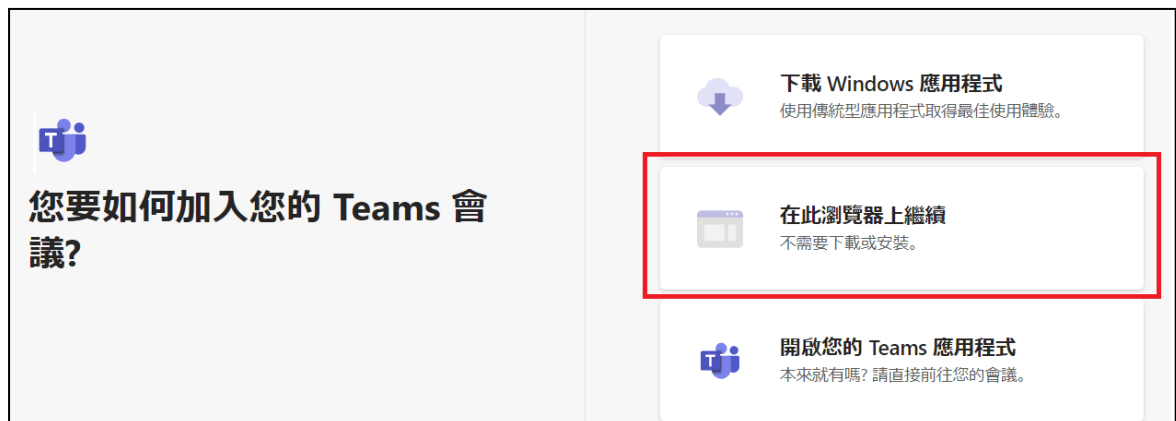 您要如何加入您的 Teams 會
議?
下載 Windows 應用程式
使用傳統型應用程式取得最佳使用體驗。
在此瀏覽器上繼續
不需要下載或安裝。
開啟您的 Teams 應用程式
本來就有嗎? 請直接前往您的會議。